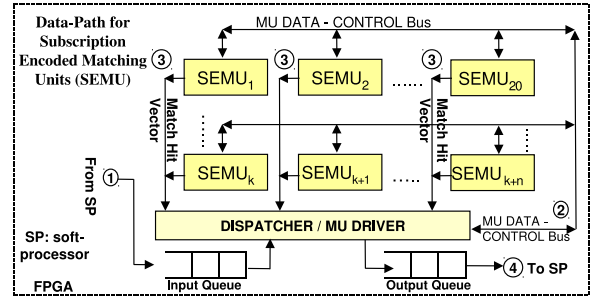 Data-Path for
Subscription
Encoded Matching
Units (SEMU)
MU DATA - CONTROL Bus
3
3
3
SEMU1
SEMU2
......
SEMU20
Match Hit
Vector
Match Hit
Vector
SEMUk
SEMUk+1
.....
SEMUk+n
1
From SP
DISPATCHER / MU DRIVER
2
MU DATA -
CONTROL Bus
SP: soft-
processor
Input Queue
Output Queue
4 To SP
FPGA